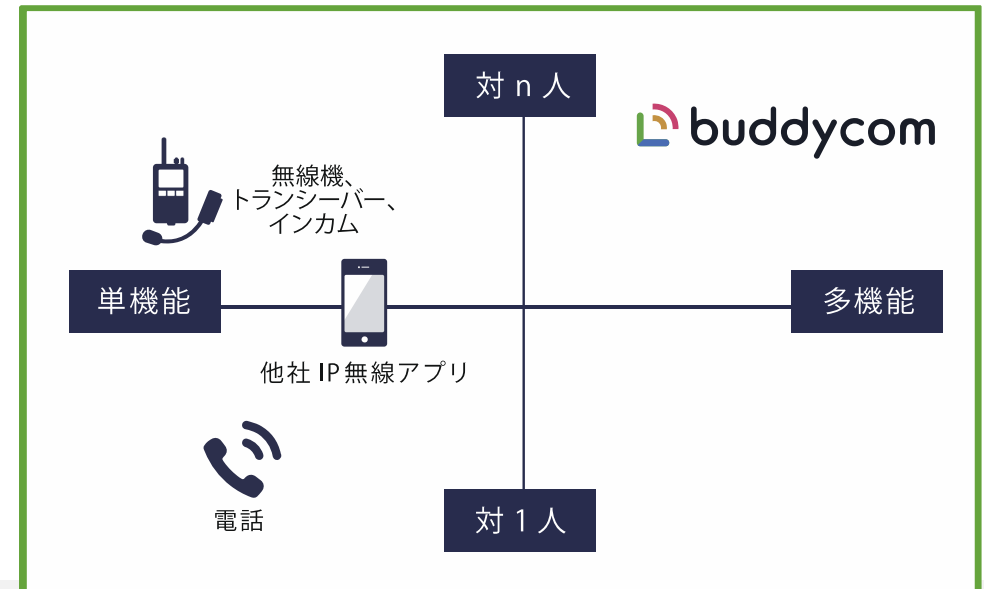 対 n 人
buddycom
無線機、
トランシーバー、
インカム
単機能
多機能
他社 IP 無線アプリ
電話
対 1 人